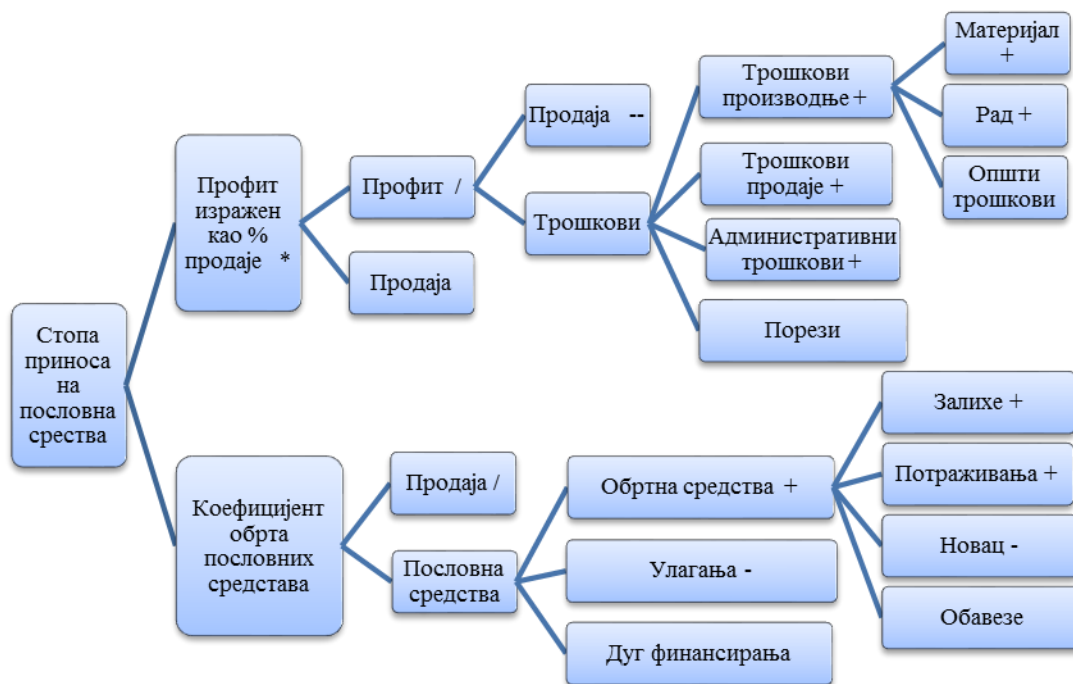 Стопа
приноса
на
пословна
срества
Профит
изражен
као %
продаје *
Профит /
Продаја
Продаја --
Трошкови
Трошкови
производње +
Трошкови
продаје +
Административни
трошкови +
Порези
Материјал
+
Рад +
Општи
трошкови
Коефицијент
обрта
пословних
средстава
Продаја /
Пословна
средства
Обртна средства +
Улагања -
Дуг финансирања
Залихе +
Потраживања +
Новац -
Обавезе